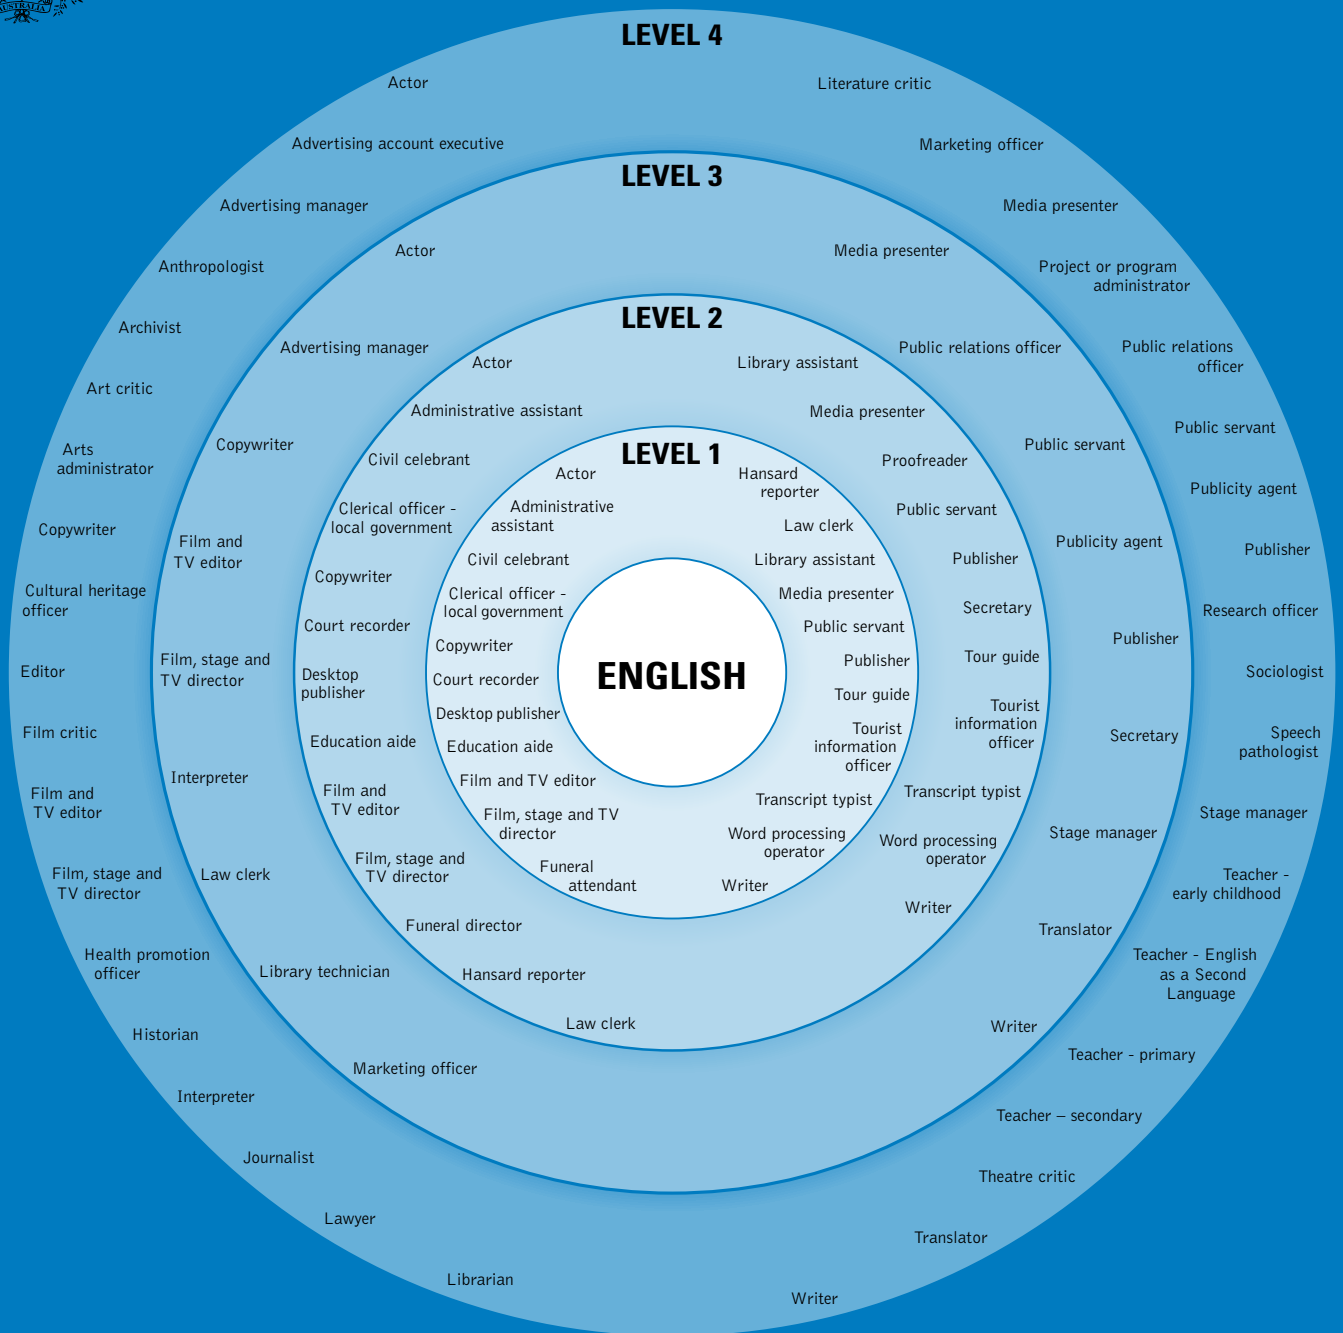 AUSTRALIA
LEVEL 4
Actor
Advertising account executive
Advertising manager
Anthropologist
Archivist
Art critic
Arts
administrator
Copywriter
Cultural heritage
officer
Editor
Film critic
Film and
TV editor
Film, stage and
TV director
Health promotion
officer
Historian
Interpreter
Journalist
Lawyer
Librarian
Literature critic
Marketing officer
Media presenter
Project or program
administrator
Public relations
officer
Public servant
Publicity agent
Publisher
Research officer
Sociologist
Speech
pathologist
Stage manager
Teacher -
early childhood
Teacher - English
as a Second
Language
Teacher - primary
Teacher – secondary
Theatre critic
Translator
Writer
LEVEL 3
Actor
Advertising manager
Copywriter
Film and
TV editor
Film, stage and
TV director
Interpreter
Law clerk
Library technician
Marketing officer
Media presenter
Public relations officer
Public servant
Publicity agent
Publisher
Secretary
Stage manager
Translator
Writer
LEVEL 2
Actor
Administrative assistant
Civil celebrant
Clerical officer -
local government
Copywriter
Court recorder
Desktop
publisher
Education aide
Film and
TV editor
Film, stage and
TV director
Funeral director
Hansard reporter
Law clerk
Library assistant
Media presenter
Proofreader
Public servant
Publisher
Secretary
Tour guide
Tourist
information
officer
Transcript typist
Word processing
operator
Writer
LEVEL 1
Actor
Administrative
assistant
Civil celebrant
Clerical officer -
local government
Copywriter
Court recorder
Desktop publisher
Education aide
Film and TV editor
Film, stage and TV
director
Funeral
attendant
Hansard
reporter
Law clerk
Library assistant
Media presenter
Public servant
Publisher
Tour guide
Tourist
information
officer
Transcript typist
Word processing
operator
Writer
ENGLISH